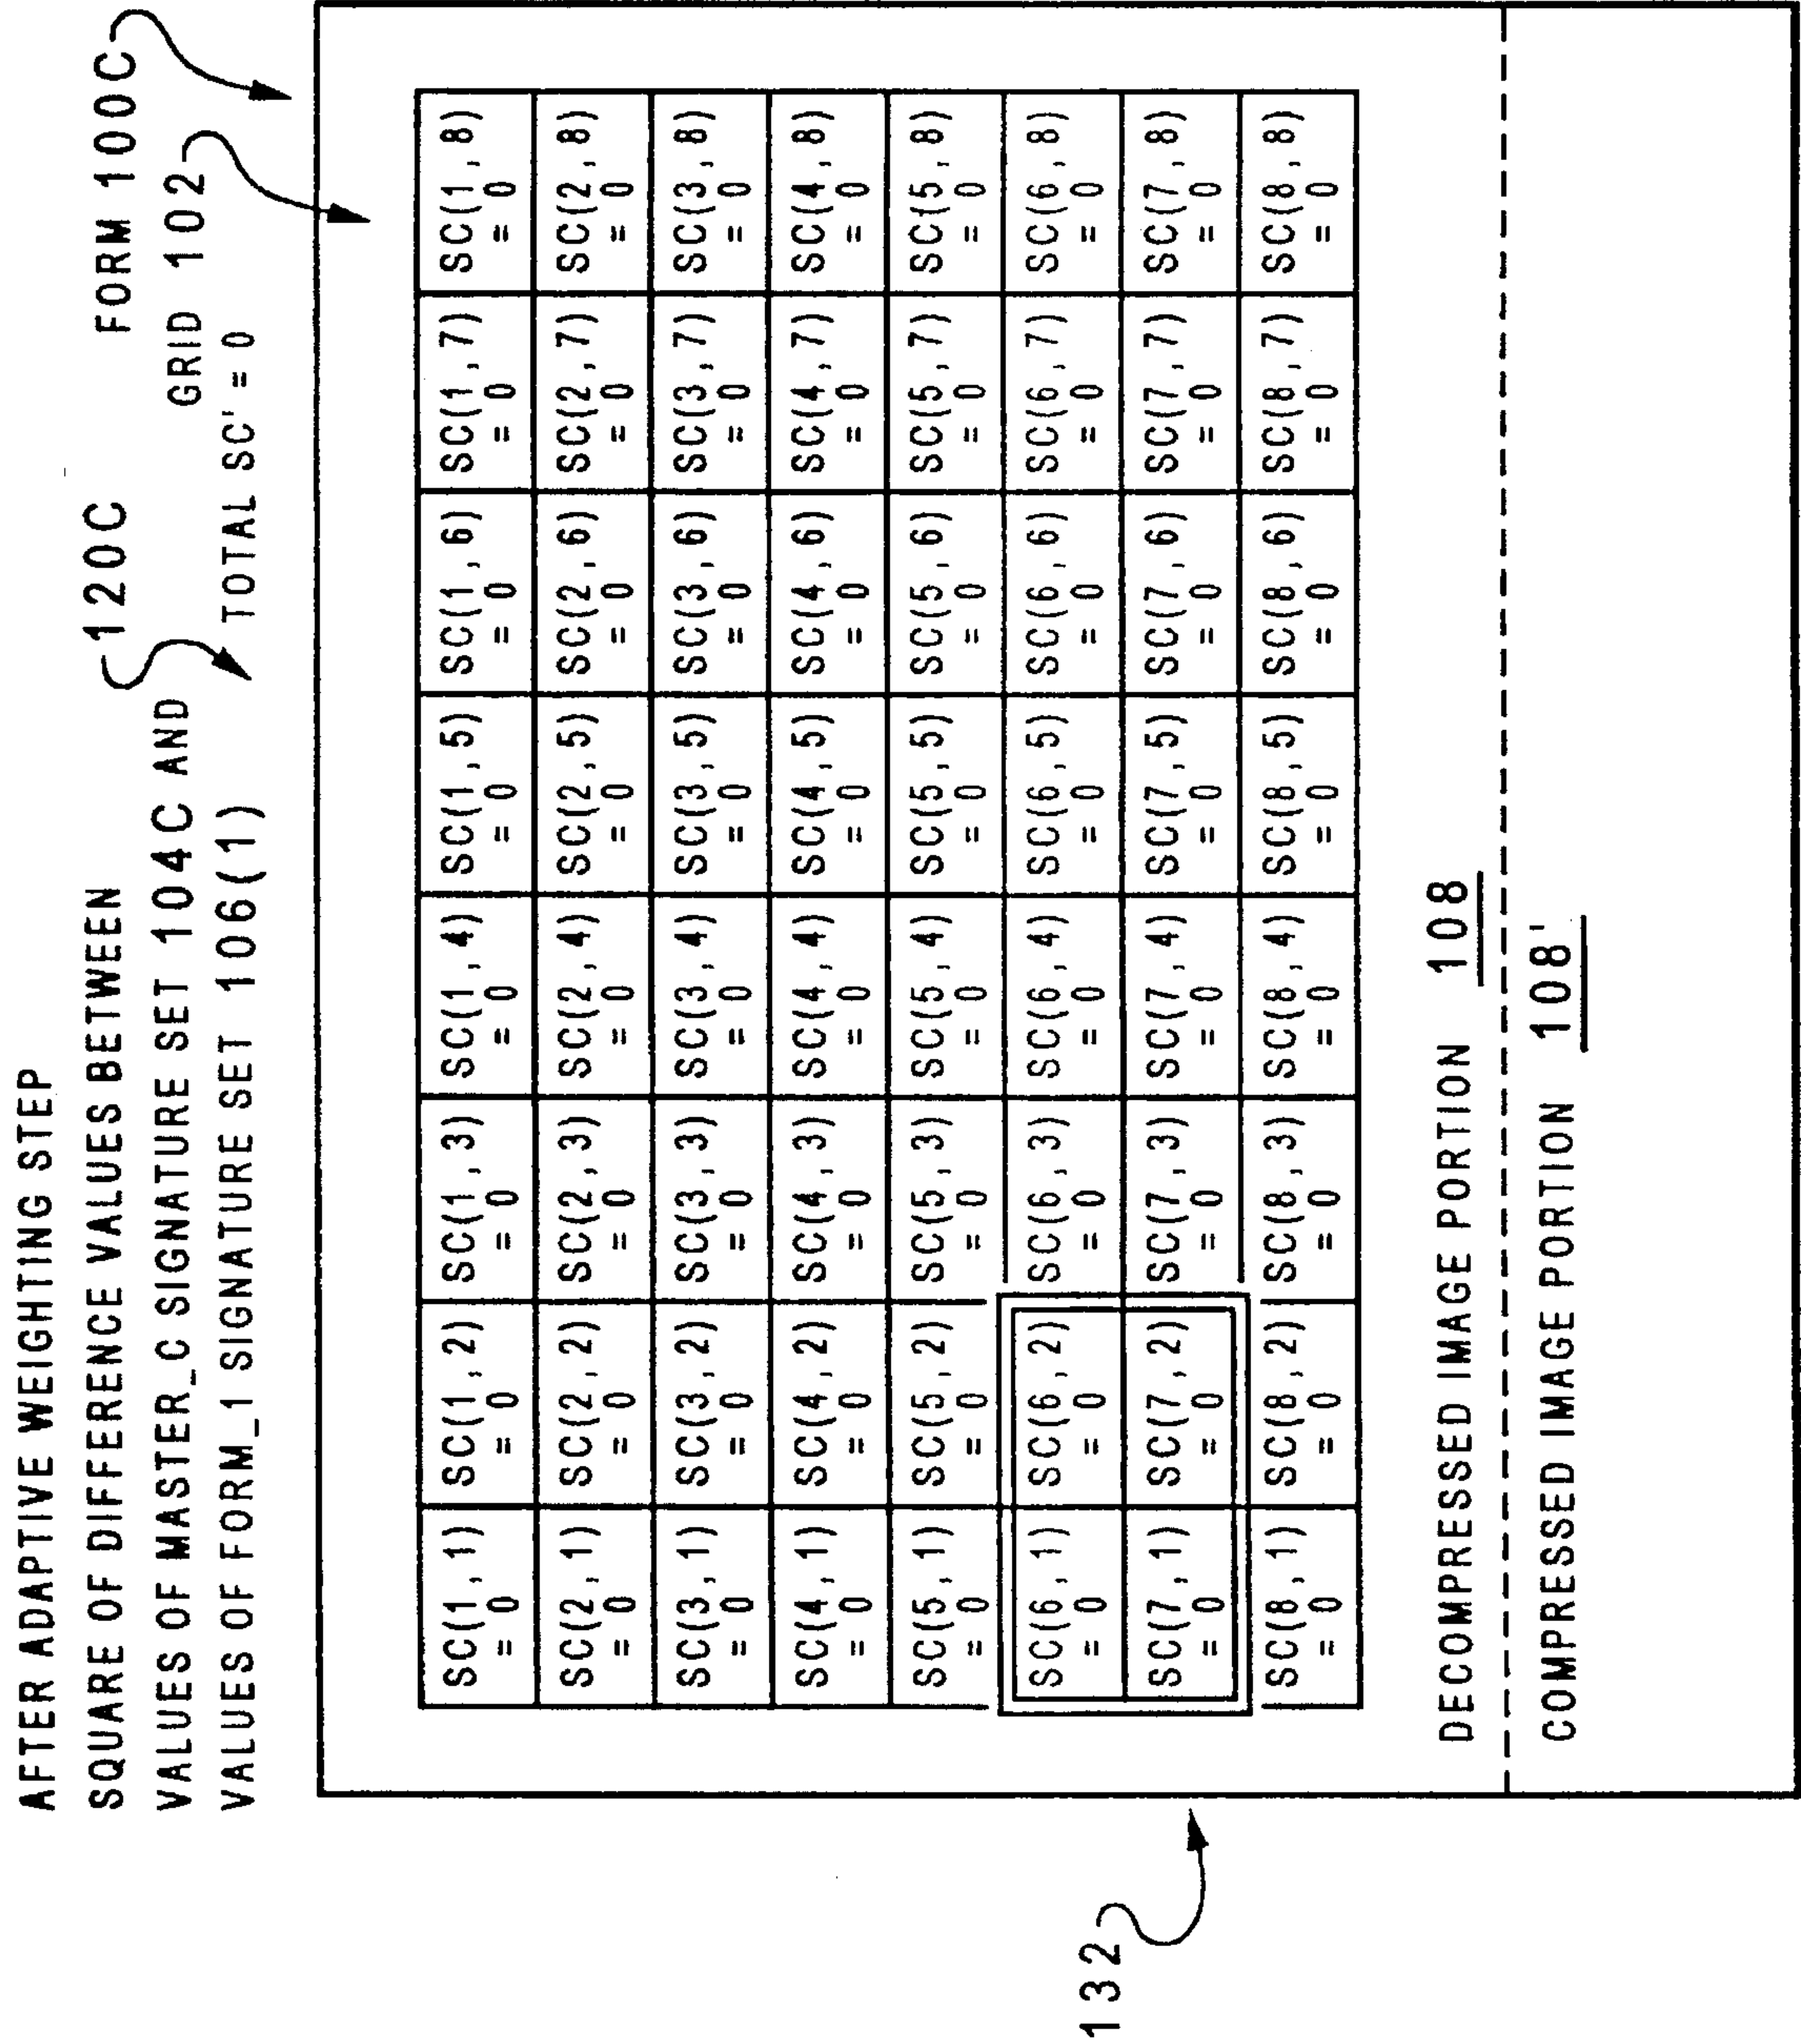 AFTER ADAPTIVE WEIGHTING STEP
SQUARE OF DIFFERENCE VALUES BETWEEN
VALUES OF MASTER_C SIGNATURE SET 104C AND
VALUES OF FORM_1 SIGNATURE SET 106(1)
120C
FORM 100C
GRID 102
TOTAL SC' = 0
SC(1,1) SC(1,2) SC(1,3) SC(1,4) SC(1,5) SC(1,6) SC(1,7) SC(1,8)
= 0 = 0 = 0 = 0 = 0 = 0 = 0 = 0
SC(2,1) SC(2,2) SC(2,3) SC(2,4) SC(2,5) SC(2,6) SC(2,7) SC(2,8)
= 0 = 0 = 0 = 0 = 0 = 0 = 0 = 0
SC(3,1) SC(3,2) SC(3,3) SC(3,4) SC(3,5) SC(3,6) SC(3,7) SC(3,8)
= 0 = 0 = 0 = 0 = 0 = 0 = 0 = 0
SC(4,1) SC(4,2) SC(4,3) SC(4,4) SC(4,5) SC(4,6) SC(4,7) SC(4,8)
= 0 = 0 = 0 = 0 = 0 = 0 = 0 = 0
SC(5,1) SC(5,2) SC(5,3) SC(5,4) SC(5,5) SC(5,6) SC(5,7) SC(5,8)
= 0 = 0 = 0 = 0 = 0 = 0 = 0 = 0
SC(6,1) SC(6,2) SC(6,3) SC(6,4) SC(6,5) SC(6,6) SC(6,7) SC(6,8)
= 0 = 0 = 0 = 0 = 0 = 0 = 0 = 0
SC(7,1) SC(7,2) SC(7,3) SC(7,4) SC(7,5) SC(7,6) SC(7,7) SC(7,8)
= 0 = 0 = 0 = 0 = 0 = 0 = 0 = 0
SC(8,1) SC(8,2) SC(8,3) SC(8,4) SC(8,5) SC(8,6) SC(8,7) SC(8,8)
= 0 = 0 = 0 = 0 = 0 = 0 = 0 = 0
132
DECOMPRESSED IMAGE PORTION 108
COMPRESSED IMAGE PORTION 108'